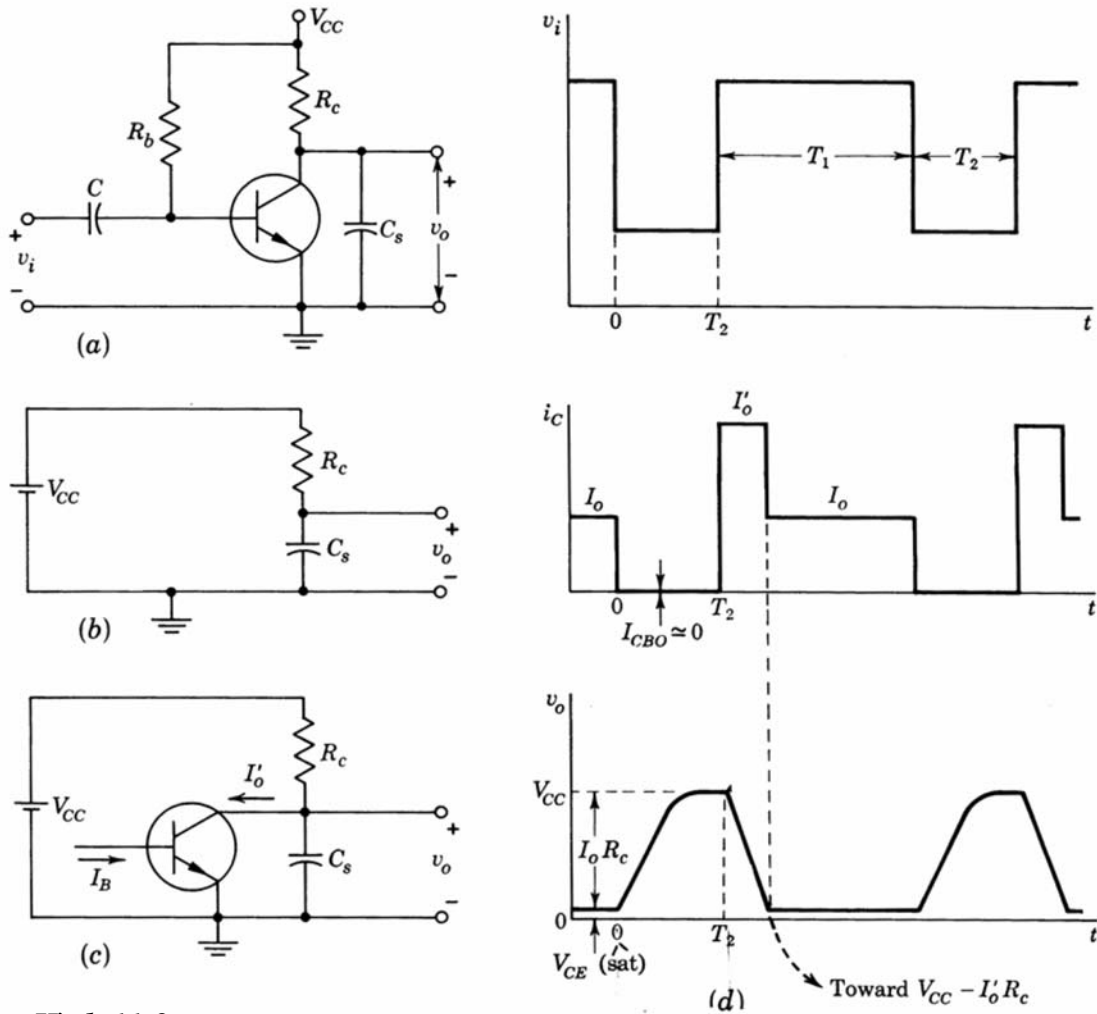 V_CC
R_c
R_b
C
+
v_i
−
C_s
+
v_o
−
(a)
v_i
T_1
T_2
0
T_2
t
V_CC
R_c
C_s
+
v_o
−
(b)
i_C
I_o
I'_o
I_o
0
T_2
t
I_CBO ≃ 0
V_CC
R_c
I'_o
I_B
C_s
+
v_o
−
(c)
v_o
V_CC
I_o R_c
0
0
T_2
t
V_CE (sat)
(d)
Toward V_CC − I'_o R_c